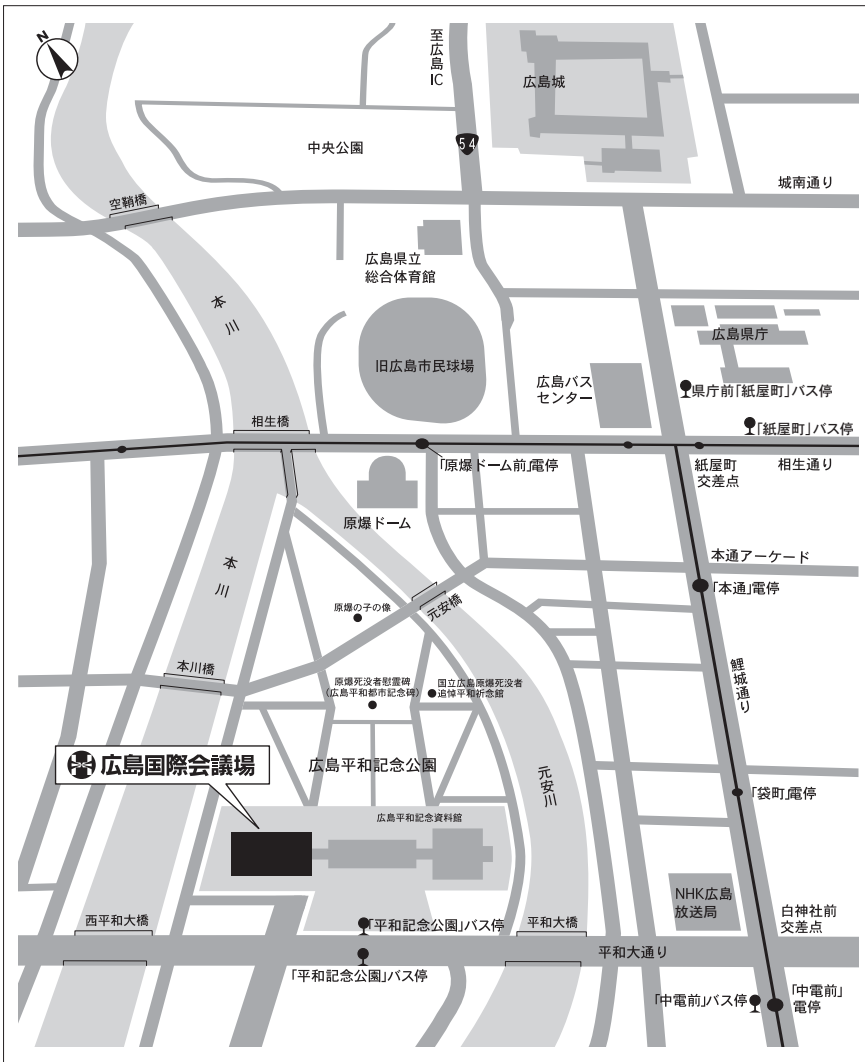 N
至広島IC
広島城
54
中央公園
城南通り
空鞘橋
広島県立
総合体育館
本川
旧広島市民球場
広島バス
センター
広島県庁
県庁前「紙屋町」バス停
「紙屋町」バス停
相生橋
「原爆ドーム前」電停
紙屋町
交差点
相生通り
原爆ドーム
本通アーケード
本川
「本通」電停
原爆の子の像
元安橋
本川橋
鯉城通り
原爆死没者慰霊碑
(広島平和都市記念碑)
国立広島原爆死没者
追悼平和祈念館
広島国際会議場
広島平和記念公園
元安川
「袋町」電停
広島平和記念資料館
NHK広島
放送局
白神社前
交差点
西平和大橋
「平和記念公園」バス停
平和大橋
平和大通り
「平和記念公園」バス停
「中電前」バス停
「中電前」
電停